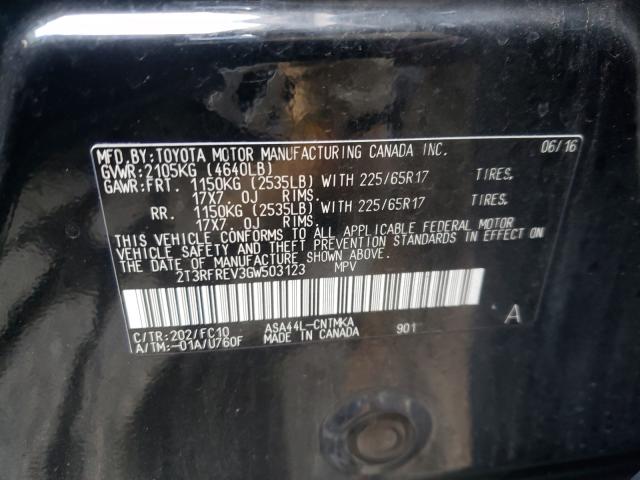 MFD.BY:TOYOTA MOTOR MANUFACTURING CANADA INC. 06/16
GVWR:2105KG (4640LB)
GAWR:FRT. 1150KG (2535LB) WITH 225/65R17 TIRES.
17X7.0J RIMS.
RR. 1150KG (2535LB) WITH 225/65R17 TIRES.
17X7.0J RIMS.
THIS VEHICLE CONFORMS TO ALL APPLICABLE FEDERAL MOTOR
VEHICLE SAFETY AND THEFT PREVENTION STANDARDS IN EFFECT ON
THE DATE OF MANUFACTURE SHOWN ABOVE.
2T3RFREV3GW503123 MPV
C/TR:202/FC10 ASA44L-CNTMKA A
A/TM:-01A/U760F MADE IN CANADA 901